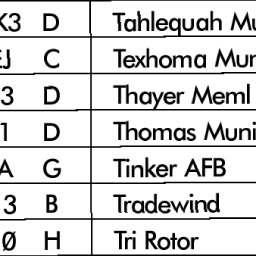 K3 D Tahlequah Mu
EJ C Texhoma Mun
3 D Thayer Meml
1 D Thomas Muni
A G Tinker AFB
3 B Tradewind
Ø H Tri Rotor